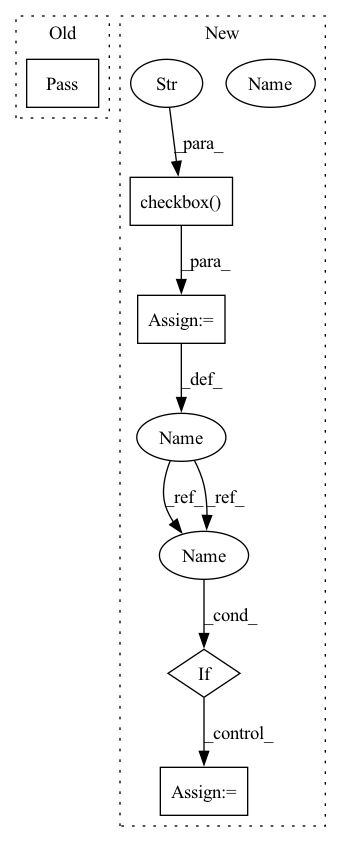 Old
New
Pass
Str
Name
_para_
checkbox()
_para_
Assign:=
_def_
Name
_ref_
_ref_
Name
_cond_
If
_control_
Assign:=